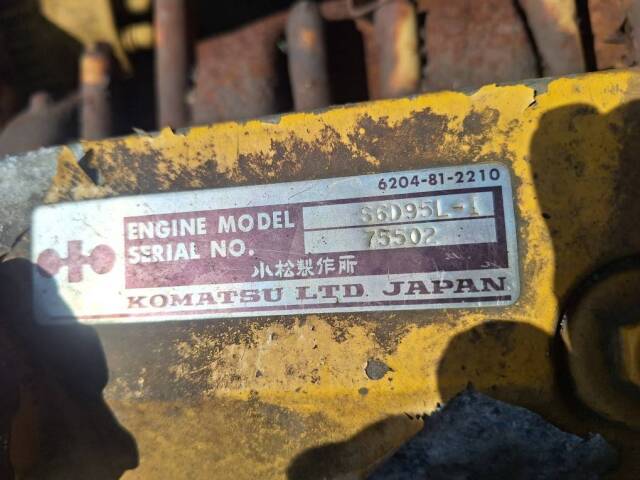 6204-81-2210
ENGINE MODEL S6D95L-1
SERIAL NO. 75502
小松製作所
KOMATSU LTD. JAPAN